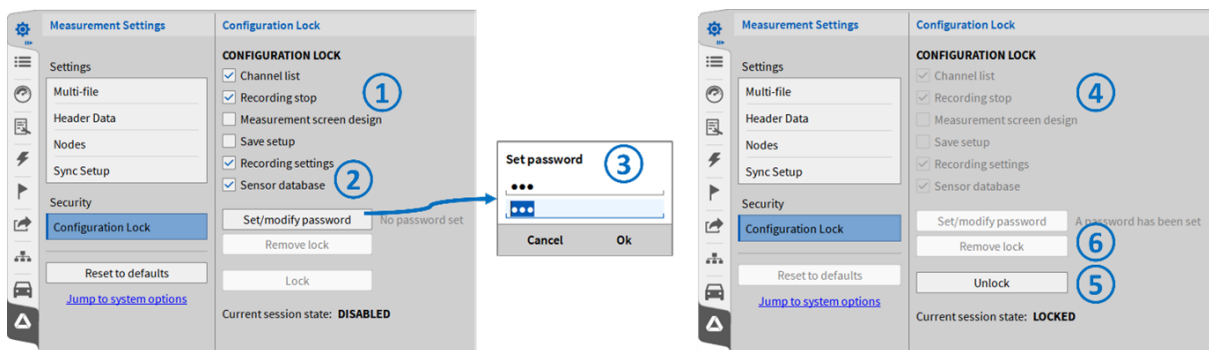 Measurement Settings
Configuration Lock
Settings
Multi-file
Header Data
Nodes
Sync Setup
Security
Configuration Lock
Reset to defaults
Jump to system options
CONFIGURATION LOCK
Channel list
Recording stop
1
Measurement screen design
Save setup
Recording settings
2
Sensor database
Set/modify password No password set
Remove lock
Lock
Current session state: DISABLED
Set password
3
Cancel Ok
Measurement Settings
Configuration Lock
Settings
Multi-file
Header Data
Nodes
Sync Setup
Security
Configuration Lock
Reset to defaults
Jump to system options
CONFIGURATION LOCK
Channel list
Recording stop
4
Measurement screen design
Save setup
Recording settings
Sensor database
Set/modify password A password has been set
Remove lock
6
Unlock
5
Current session state: LOCKED